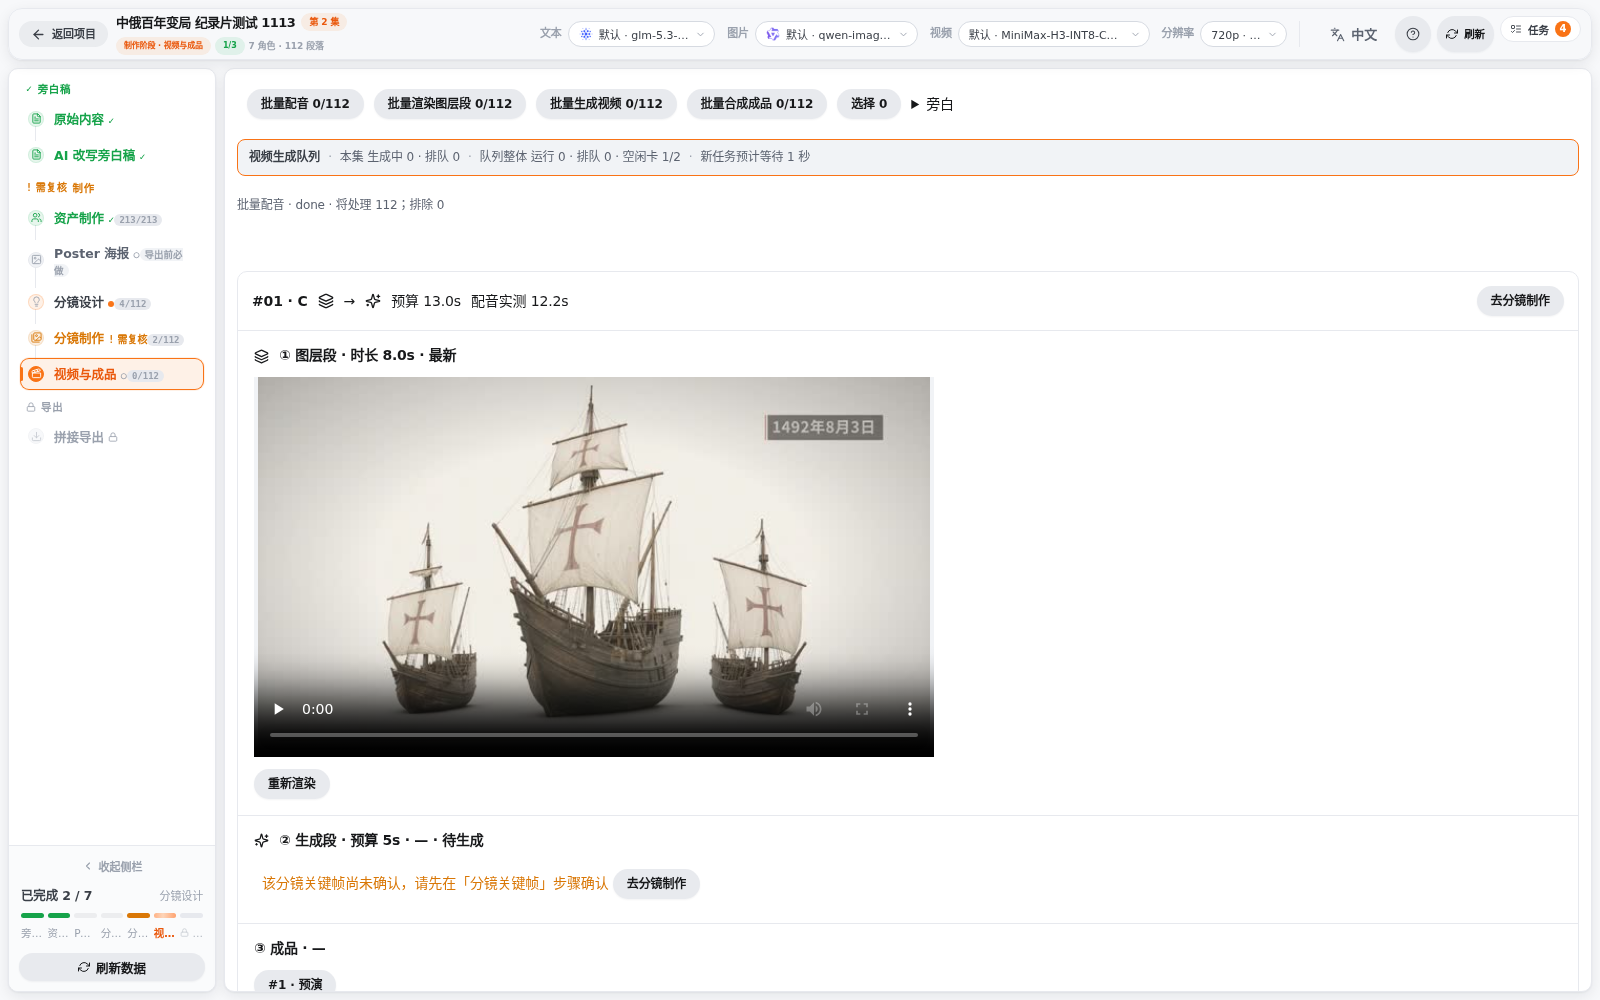 返回项目
中俄百年变局 纪录片测试 1113 第 2 集
制作阶段 · 视频与成品 1/3 7 角色 · 112 段落
文本 默认 · glm-5.3-... 图片 默认 · qwen-imag... 视频 默认 · MiniMax-H3-INT8-C... 分辨率 720p · ... 中文 刷新 任务 4
✓ 旁白稿
原始内容 ✓
AI 改写旁白稿 ✓
! 需复核 制作
资产制作 ✓ 213/213
Poster 海报 ○ 导出前必做
分镜设计 ● 4/112
分镜制作 ! 需复核 2/112
视频与成品 ○ 0/112
导出
拼接导出
收起侧栏
已完成 2 / 7 分镜设计
旁... 资... P... 分... 分... 视... ...
刷新数据
批量配音 0/112 批量渲染图层段 0/112 批量生成视频 0/112 批量合成成品 0/112 选择 0 ▶ 旁白
视频生成队列 · 本集 生成中 0 · 排队 0 · 队列整体 运行 0 · 排队 0 · 空闲卡 1/2 · 新任务预计等待 1 秒
批量配音 · done · 将处理 112；排除 0
#01 · C → 预算 13.0s 配音实测 12.2s 去分镜制作
① 图层段 · 时长 8.0s · 最新
1492年8月3日
0:00
重新渲染
② 生成段 · 预算 5s · — · 待生成
该分镜关键帧尚未确认，请先在「分镜关键帧」步骤确认 去分镜制作
③ 成品 · —
#1 · 预演